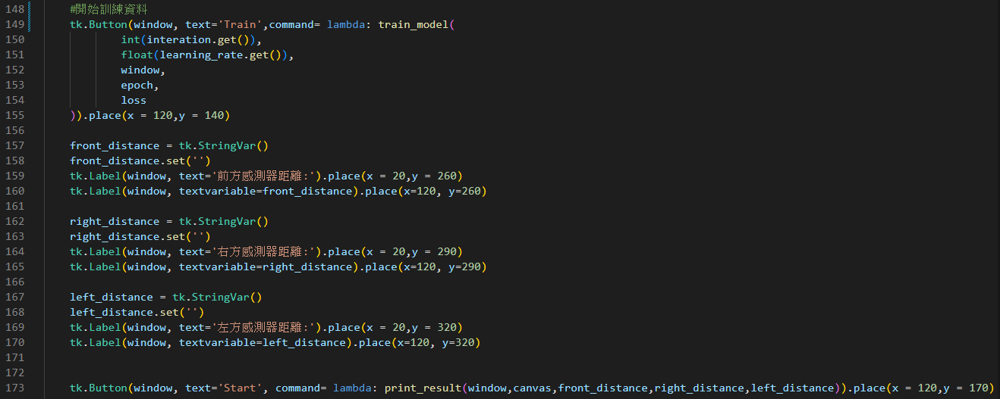 148 #開始訓練資料
149 tk.Button(window, text='Train',command= lambda: train_model(
150 int(interation.get()),
151 float(learning_rate.get()),
152 window,
153 epoch,
154 loss
155 )).place(x = 120,y = 140)
156
157 front_distance = tk.StringVar()
158 front_distance.set('')
159 tk.Label(window, text='前方感測器距離:').place(x = 20,y = 260)
160 tk.Label(window, textvariable=front_distance).place(x=120, y=260)
161
162 right_distance = tk.StringVar()
163 right_distance.set('')
164 tk.Label(window, text='右方感測器距離:').place(x = 20,y = 290)
165 tk.Label(window, textvariable=right_distance).place(x=120, y=290)
166
167 left_distance = tk.StringVar()
168 left_distance.set('')
169 tk.Label(window, text='左方感測器距離:').place(x = 20,y = 320)
170 tk.Label(window, textvariable=left_distance).place(x=120, y=320)
171
172
173 tk.Button(window, text='Start', command= lambda: print_result(window,canvas,front_distance,right_distance,left_distance)).place(x = 120,y = 170)